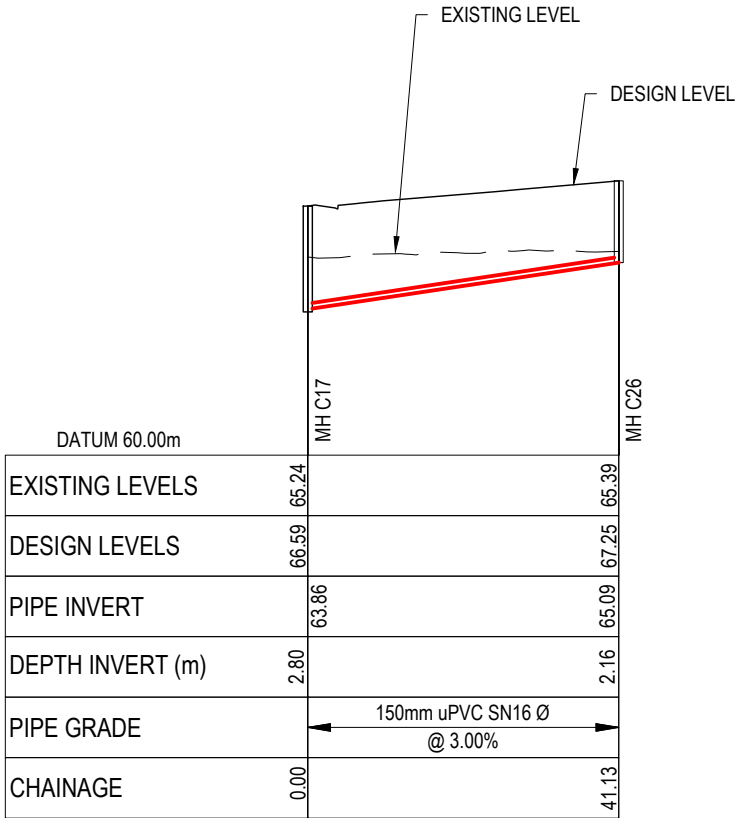 EXISTING LEVEL
DESIGN LEVEL
MH C17
MH C26
DATUM 60.00m
EXISTING LEVELS 65.24 65.39
DESIGN LEVELS 66.59 67.25
PIPE INVERT 63.86 65.09
DEPTH INVERT (m) 2.80 2.16
PIPE GRADE 150mm uPVC SN16 Ø
@ 3.00%
CHAINAGE 0.00 41.13